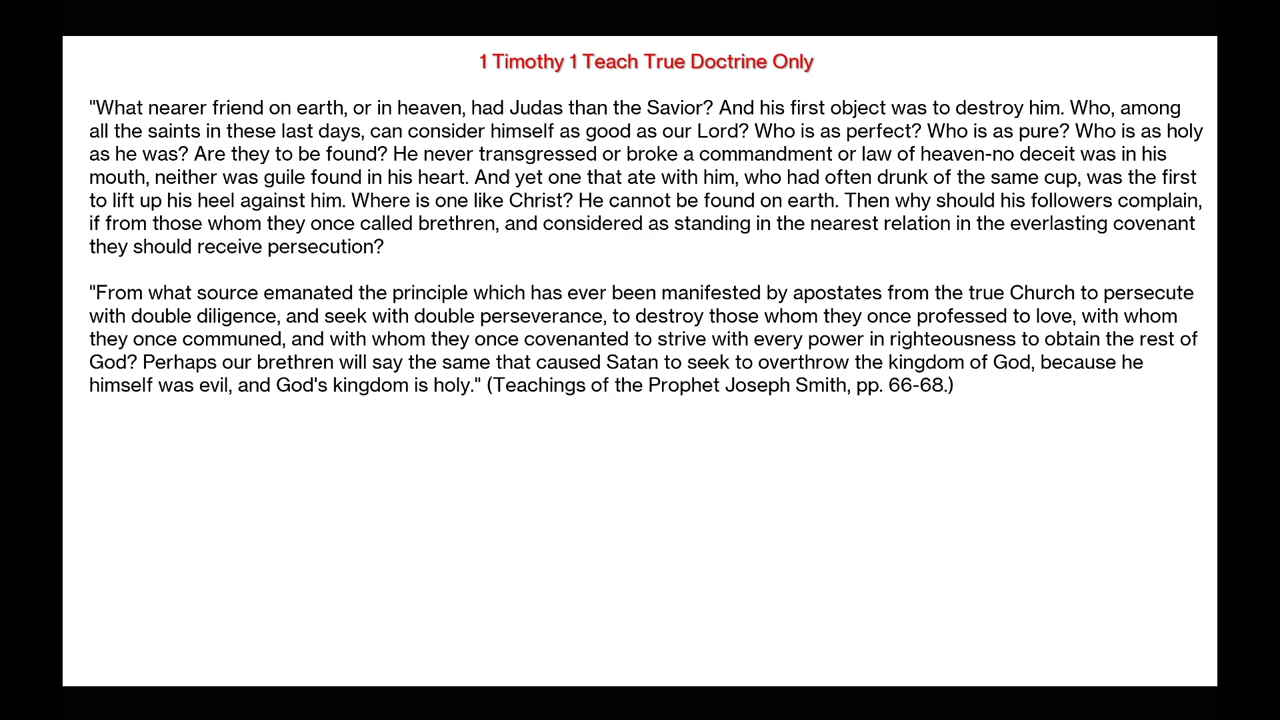 1 Timothy 1 Teach True Doctrine Only
"What nearer friend on earth, or in heaven, had Judas than the Savior? And his first object was to destroy him. Who, among
all the saints in these last days, can consider himself as good as our Lord? Who is as perfect? Who is as pure? Who is as holy
as he was? Are they to be found? He never transgressed or broke a commandment or law of heaven-no deceit was in his
mouth, neither was guile found in his heart. And yet one that ate with him, who had often drunk of the same cup, was the first
to lift up his heel against him. Where is one like Christ? He cannot be found on earth. Then why should his followers complain,
if from those whom they once called brethren, and considered as standing in the nearest relation in the everlasting covenant
they should receive persecution?
"From what source emanated the principle which has ever been manifested by apostates from the true Church to persecute
with double diligence, and seek with double perseverance, to destroy those whom they once professed to love, with whom
they once communed, and with whom they once covenanted to strive with every power in righteousness to obtain the rest of
God? Perhaps our brethren will say the same that caused Satan to seek to overthrow the kingdom of God, because he
himself was evil, and God's kingdom is holy." (Teachings of the Prophet Joseph Smith, pp. 66-68.)